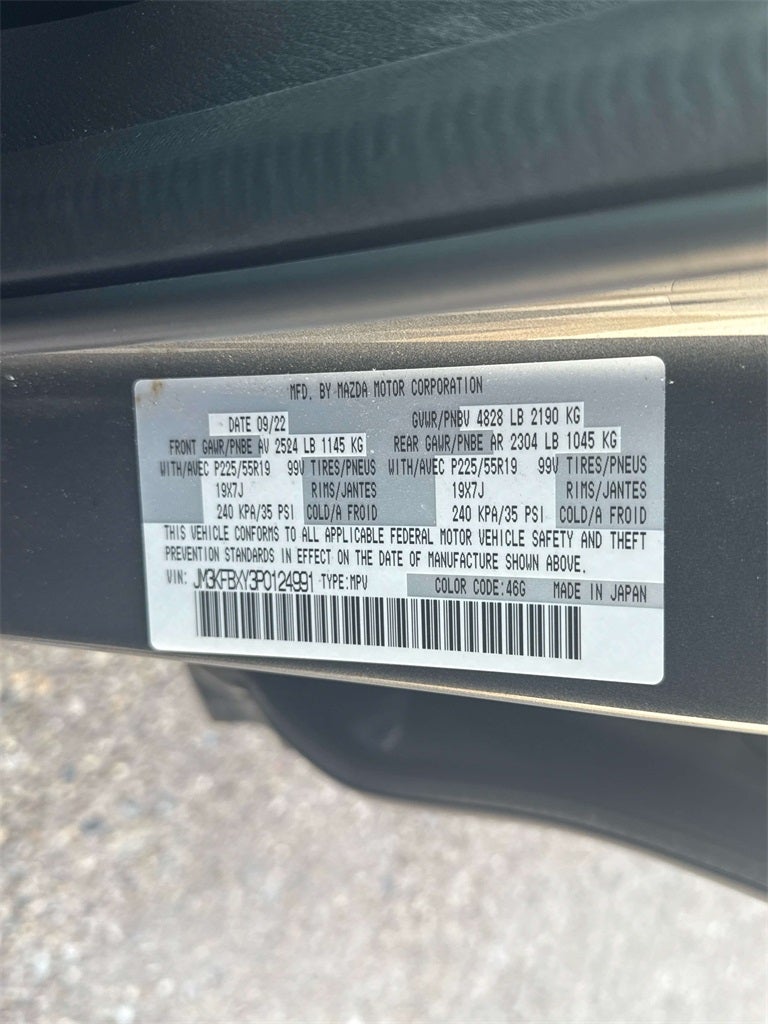 MFD. BY MAZDA MOTOR CORPORATION
DATE 09/22 GVWR/PNBV 4828 LB 2190 KG
FRONT GAWR/PNBE AV 2524 LB 1145 KG REAR GAWR/PNBE AR 2304 LB 1045 KG
WITH/AVEC P225/55R19 99V TIRES/PNEUS WITH/AVEC P225/55R19 99V TIRES/PNEUS
19X7J RIMS/JANTES 19X7J RIMS/JANTES
240 KPA/35 PSI COLD/A FROID 240 KPA/35 PSI COLD/A FROID
THIS VEHICLE CONFORMS TO ALL APPLICABLE FEDERAL MOTOR VEHICLE SAFETY AND THEFT
PREVENTION STANDARDS IN EFFECT ON THE DATE OF MANUFACTURE SHOWN ABOVE.
VIN: JM3KFBXY3P0124991 TYPE:MPV COLOR CODE:46G MADE IN JAPAN